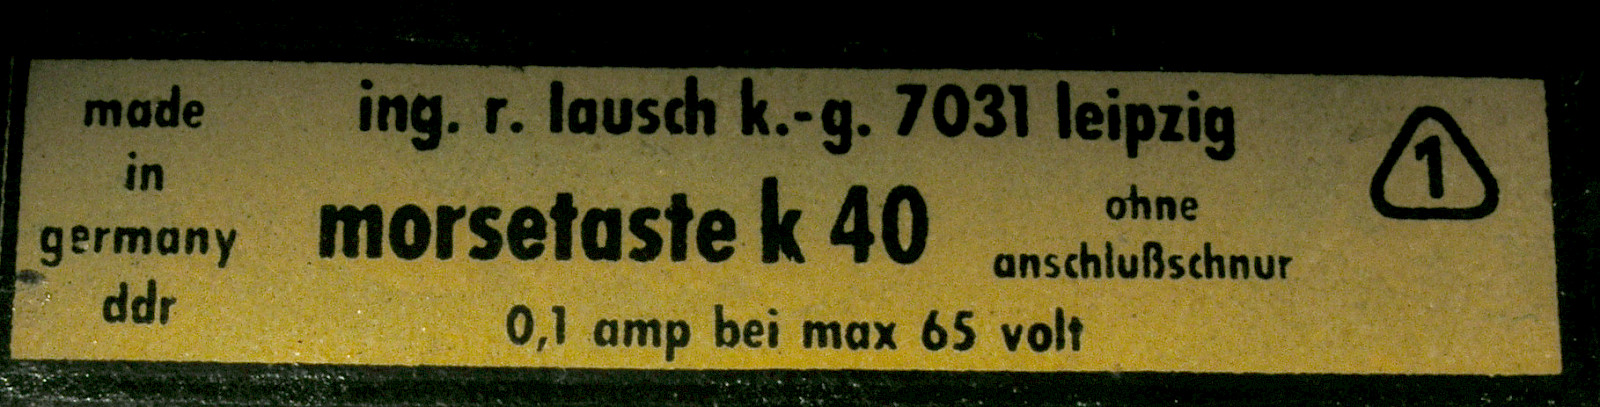 made
in
germany
ddr
ing. r. lausch k.-g. 7031 leipzig
morsetaste k 40
ohne
anschlußschnur
0,1 amp bei max 65 volt
1